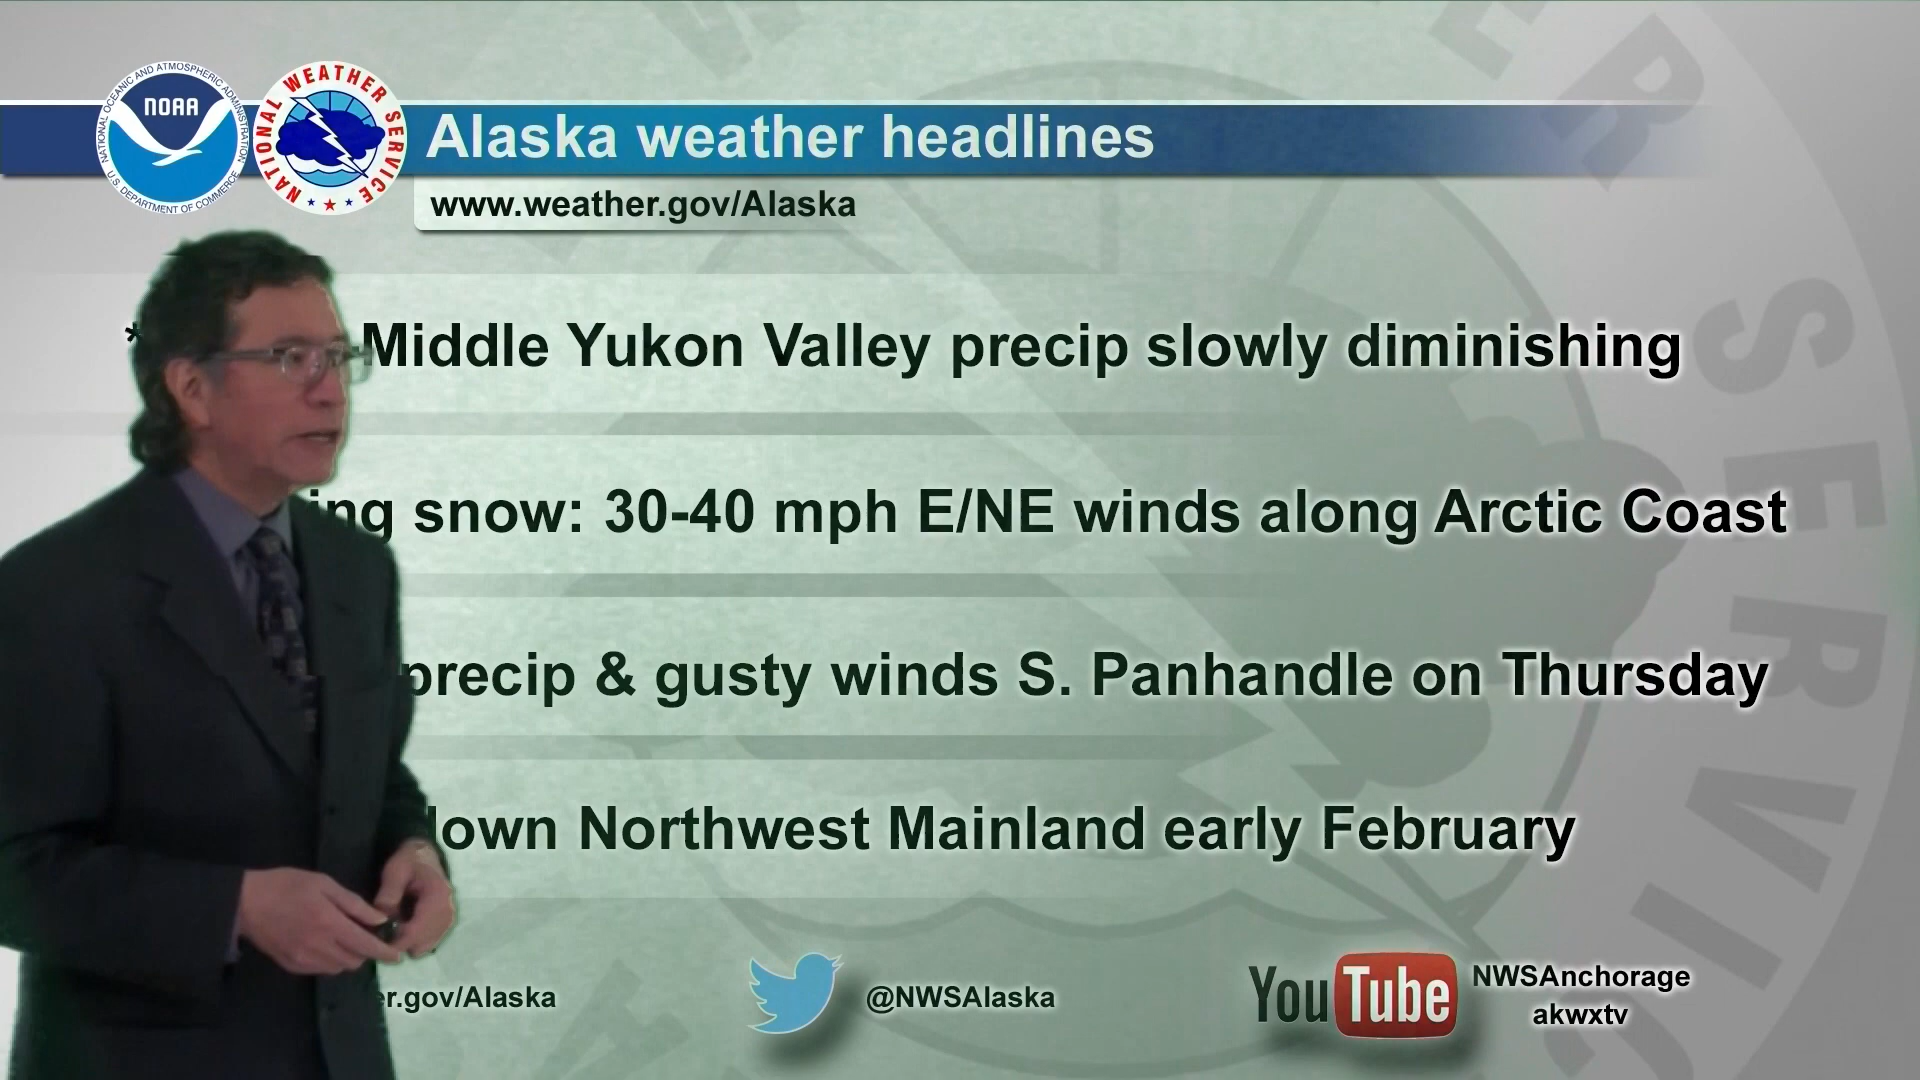 NATIONAL OCEANIC AND ATMOSPHERIC ADMINISTRATION
NOAA
U.S. DEPARTMENT OF COMMERCE
NATIONAL WEATHER SERVICE
Alaska weather headlines
www.weather.gov/Alaska
* Middle Yukon Valley precip slowly diminishing
ing snow: 30-40 mph E/NE winds along Arctic Coast
precip & gusty winds S. Panhandle on Thursday
down Northwest Mainland early February
er.gov/Alaska
@NWSAlaska
YouTube
NWSAnchorage
akwxtv